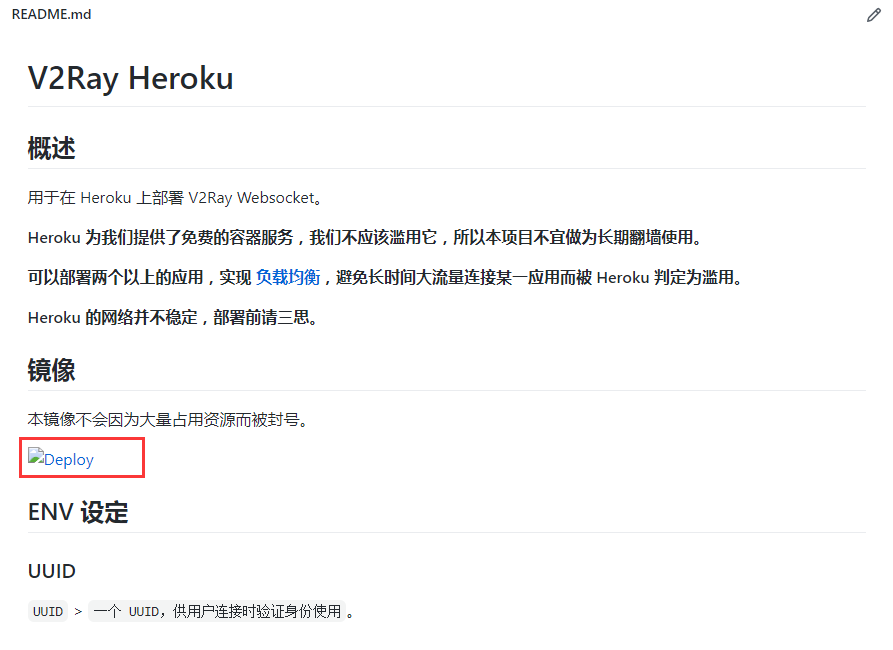 README.md
V2Ray Heroku
概述
用于在 Heroku 上部署 V2Ray Websocket。
Heroku 为我们提供了免费的容器服务，我们不应该滥用它，所以本项目不宜做为长期翻墙使用。
可以部署两个以上的应用，实现 负载均衡，避免长时间大流量连接某一应用而被 Heroku 判定为滥用。
Heroku 的网络并不稳定，部署前请三思。
镜像
本镜像不会因为大量占用资源而被封号。
Deploy
ENV 设定
UUID
UUID > 一个 UUID，供用户连接时验证身份使用。